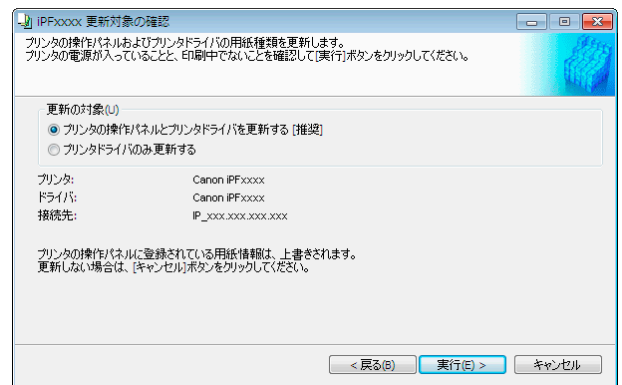 iPFxxxx 更新対象の確認
プリンタの操作パネルおよびプリンタドライバの用紙種類を更新します。
プリンタの電源が入っていることと、印刷中でないことを確認して[実行]ボタンをクリックしてください。
更新の対象(U)
プリンタの操作パネルとプリンタドライバを更新する [推奨]
プリンタドライバのみ更新する
プリンタ: Canon iPFxxxx
ドライバ: Canon iPFxxxx
接続先: IP_xxx.xxx.xxx.xxx
プリンタの操作パネルに登録されている用紙情報は、上書きされます。
更新しない場合は、[キャンセル]ボタンをクリックしてください。
< 戻る(B) 実行(E) > キャンセル